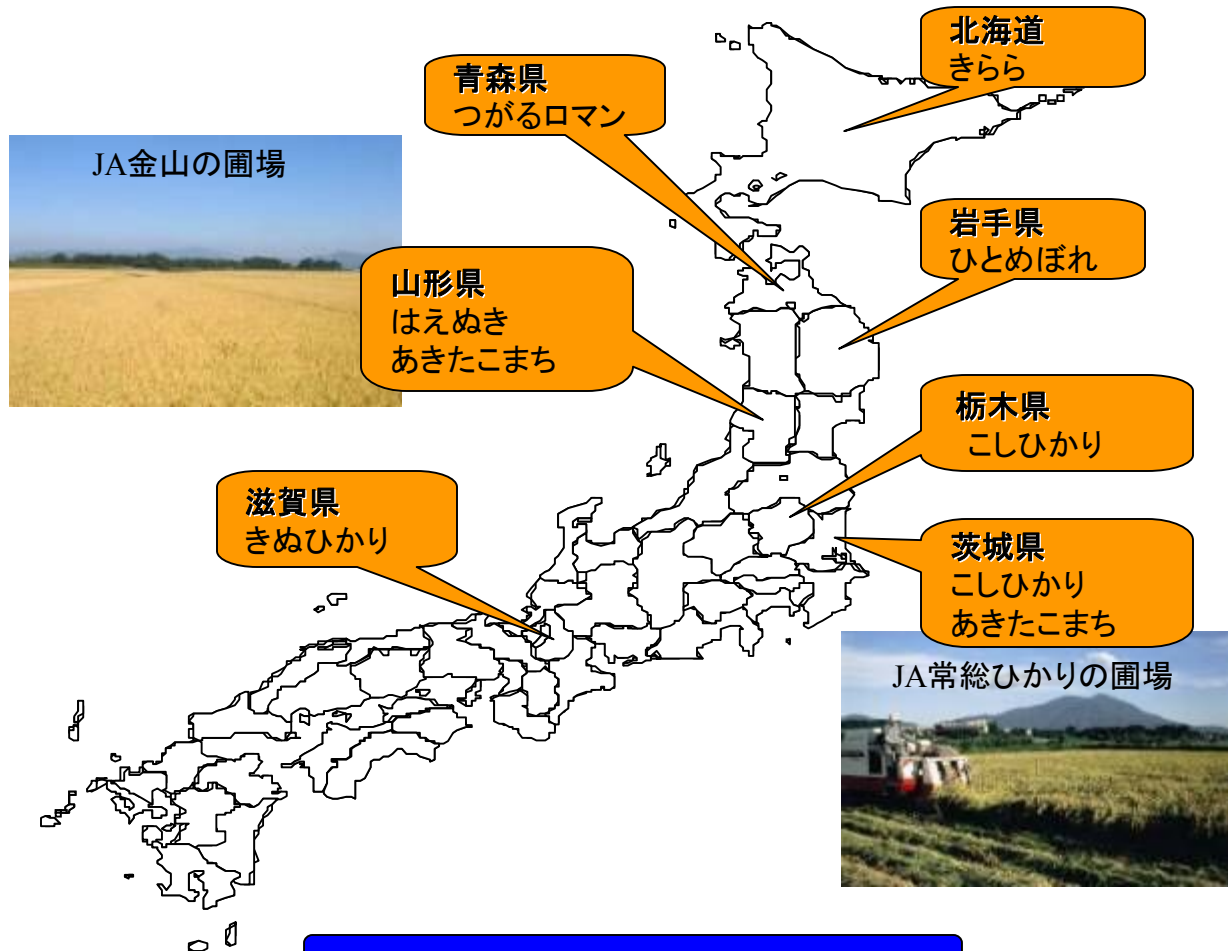 北海道
きらら
青森県
つがるロマン
JA金山の圃場
岩手県
ひとめぼれ
山形県
はえぬき
あきたこまち
栃木県
こしひかり
滋賀県
きぬひかり
茨城県
こしひかり
あきたこまち
JA常総ひかりの圃場